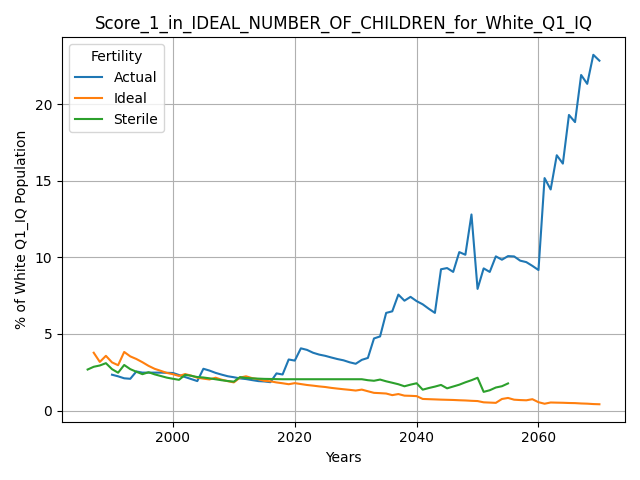 Score_1_in_IDEAL_NUMBER_OF_CHILDREN_for_White_Q1_IQ
Fertility
Actual
Ideal
Sterile
% of White Q1_IQ Population
20
15
10
5
0
2000 2020 2040 2060
Years